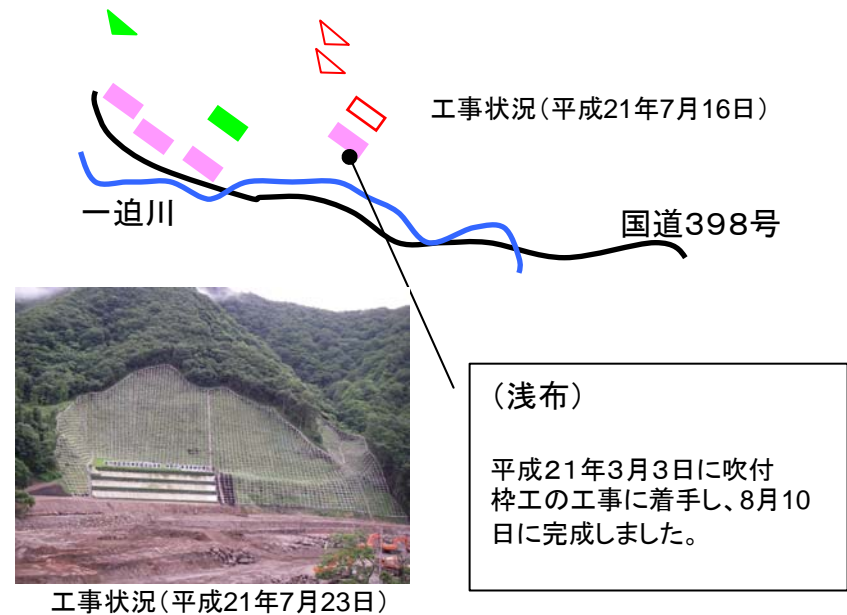 工事状況(平成21年7月16日)
一迫川
国道398号
(浅布)
平成21年3月3日に吹付
枠工の工事に着手し、8月10
日に完成しました。
工事状況(平成21年7月23日)